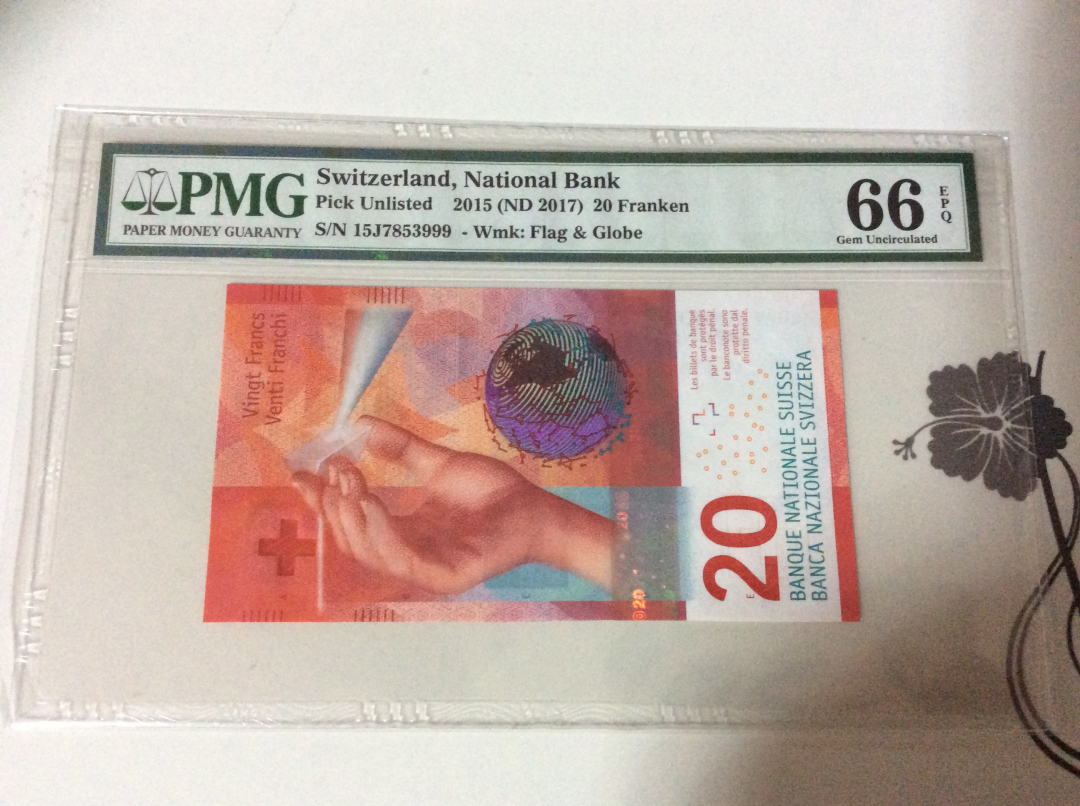 PMG
PAPER MONEY GUARANTY
Switzerland, National Bank
Pick Unlisted 2015 (ND 2017) 20 Franken
S/N 15J7853999 - Wmk: Flag & Globe
66
EPQ
Gem Uncirculated
Vingt Francs
Venti Franchi
Les billets de banque
sont protégés
par le droit pénal.
Le banconote sono
protette dal
diritto penale.
20
E
BANQUE NATIONALE SUISSE
BANCA NAZIONALE SVIZZERA
20
20